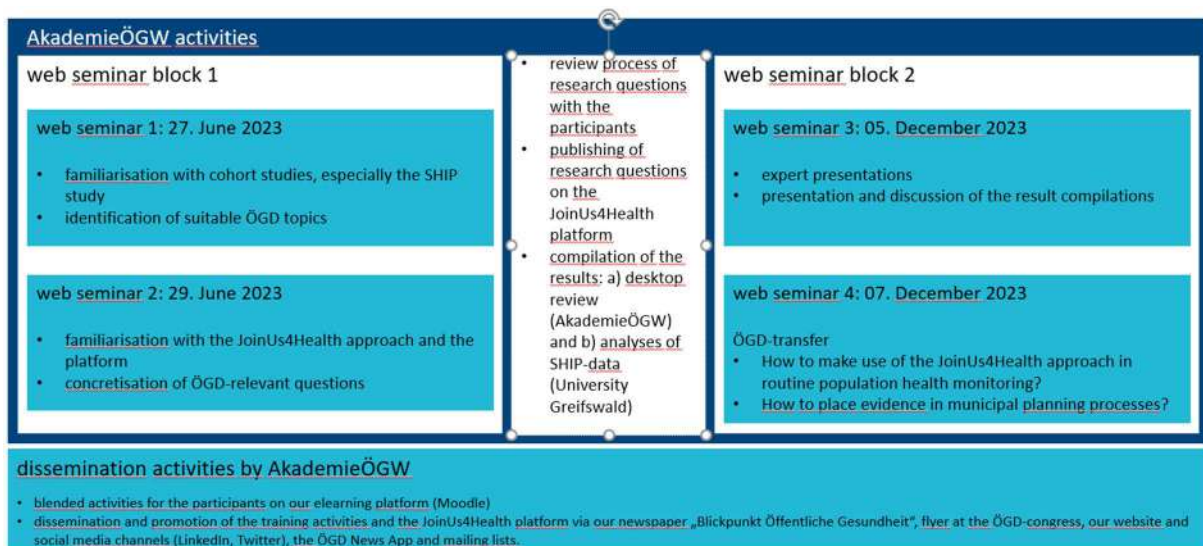 AkademieÖGW activities
web seminar block 1
web seminar 1: 27. June 2023
• familiarisation with cohort studies, especially the SHIP
study
• identification of suitable ÖGD topics
web seminar 2: 29. June 2023
• familiarisation with the JoinUs4Health approach and the
platform
• concretisation of ÖGD-relevant questions
• review process of
research questions
with the
participants
• publishing of
research questions
on the
JoinUs4Health
platform
• compilation of the
results: a) desktop
review
(AkademieÖGW)
and b) analyses of
SHIP-data
(University
Greifswald)
web seminar block 2
web seminar 3: 05. December 2023
• expert presentations
• presentation and discussion of the result compilations
web seminar 4: 07. December 2023
ÖGD-transfer
• How to make use of the JoinUs4Health approach in
routine population health monitoring?
• How to place evidence in municipal planning processes?
dissemination activities by AkademieÖGW
• blended activities for the participants on our elearning platform (Moodle)
• dissemination and promotion of the training activities and the JoinUs4Health platform via our newspaper „Blickpunkt Öffentliche Gesundheit“, flyer at the ÖGD-congress, our website and
social media channels (LinkedIn, Twitter), the ÖGD News App and mailing lists.